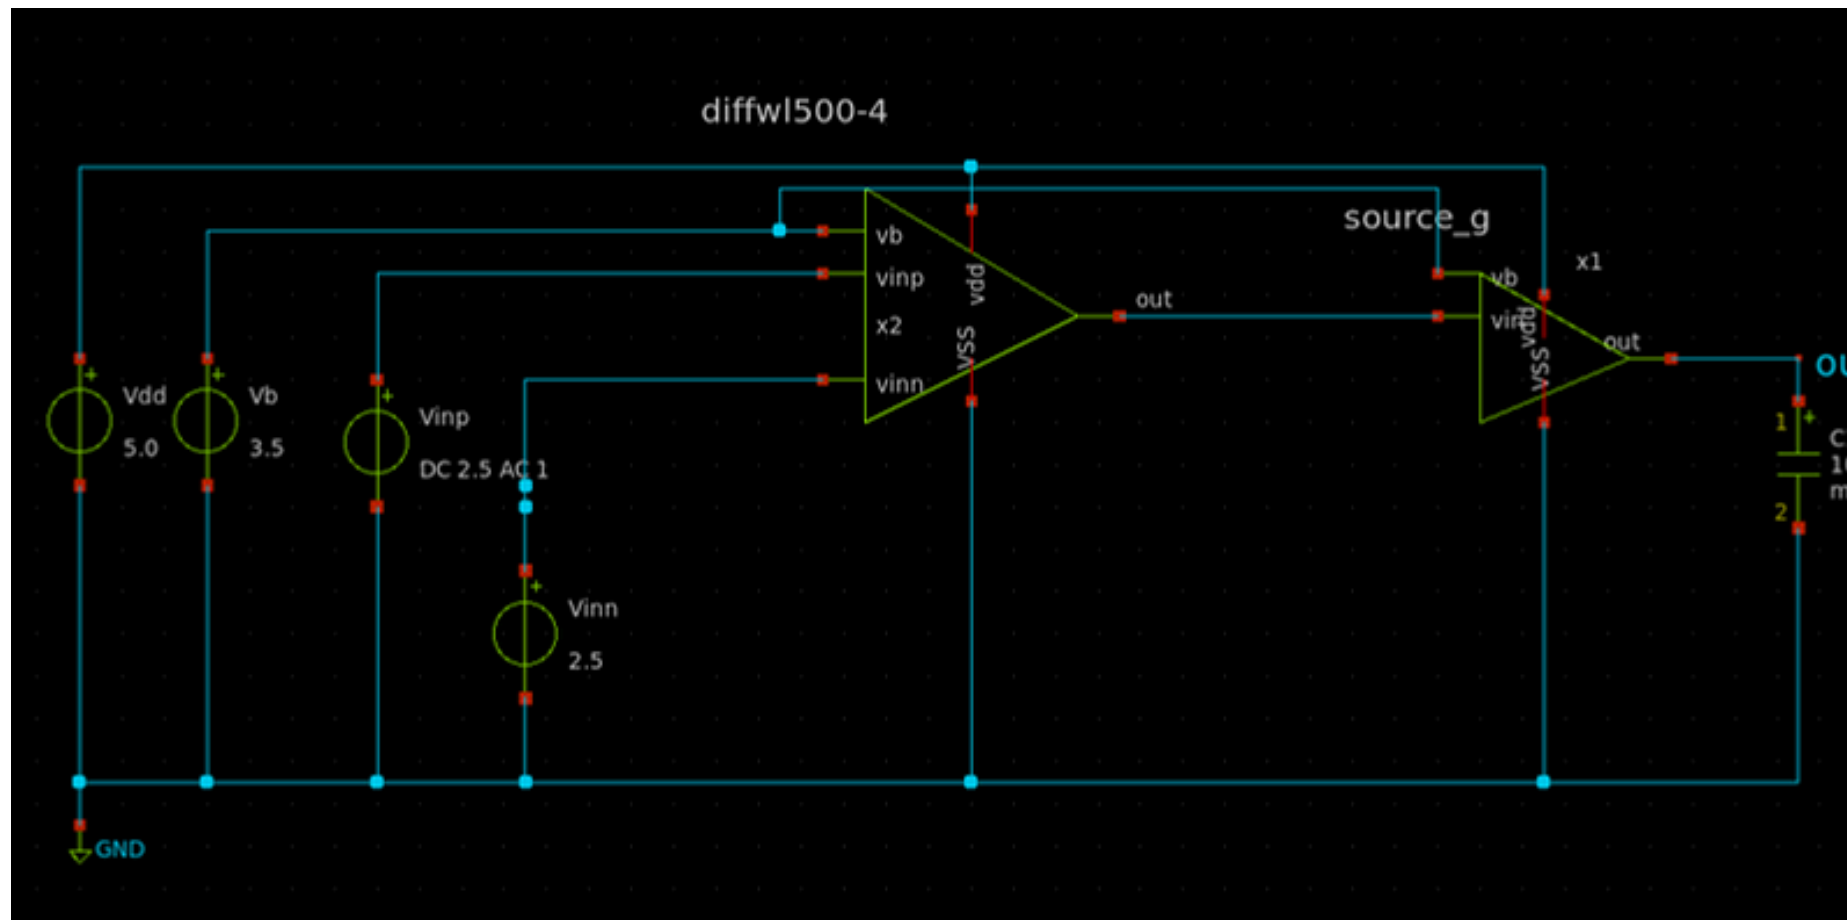 diffwl500-4
source_g
x1
vb
vinp
x2
vinn
vdd
VSS
out
vb
vdd
VSS
out
Vdd
5.0
Vb
3.5
Vinp
DC 2.5 AC 1
Vinn
2.5
1
2
GND